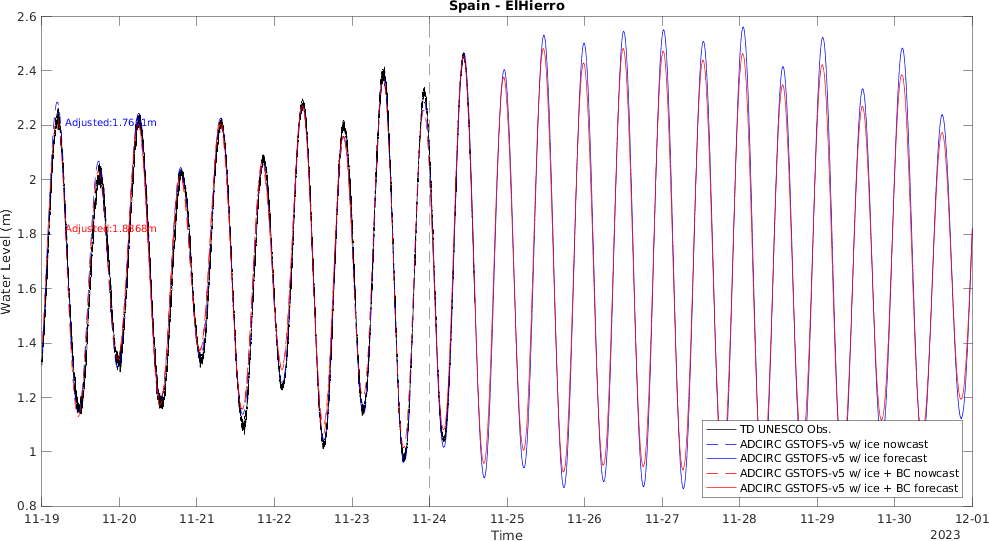 Spain - ElHierro
2.6
2.4
2.2
2
1.8
1.6
1.4
1.2
1
0.8
Water Level (m)
Adjusted:
Adjusted:
TD UNESCO Obs.
ADCIRC GSTOFS-v5 w/ ice nowcast
ADCIRC GSTOFS-v5 w/ ice forecast
ADCIRC GSTOFS-v5 w/ ice + BC nowcast
ADCIRC GSTOFS-v5 w/ ice + BC forecast
11-19 11-20 11-21 11-22 11-23 11-24 11-25 11-26 11-27 11-28 11-29 11-30 12-01
Time
2023